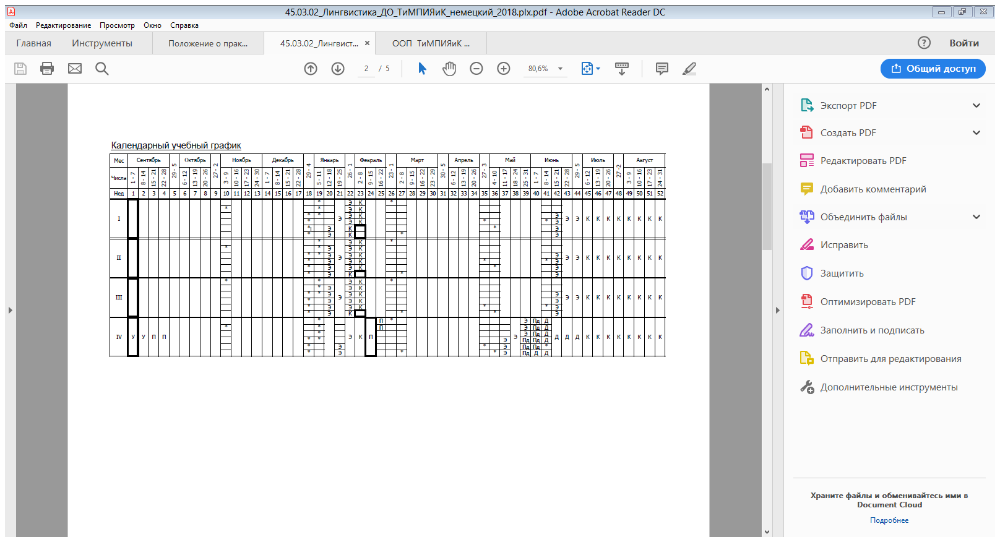 45.03.02_Лингвистика_ДО_ТиМПИЯиК_немецкий_2018.plx.pdf - Adobe Acrobat Reader DC
Файл Редактирование Просмотр Окно Справка
Главная Инструменты Положение о прак... 45.03.02_Лингвист... × ООП ТиМПИЯиК ... Войти
2 / 5 80,6% Общий доступ
Календарный учебный график
Мес Сентябрь 29 - 5 Октябрь 27 - 2 Ноябрь Декабрь 29 - 4 Январь 26 - 1 Февраль 23 - 1 Март 30 - 5 Апрель 27 - 3 Май Июнь 29 - 5 Июль 27 -2 Август
Числа 1 - 7 8 - 14 15 - 21 22 - 28 6 - 12 13 - 19 20 - 26 3 - 9 10 - 16 17 - 23 24 - 30 1 - 7 8 - 14 15 - 21 22 - 28 5 - 11 12 - 18 19 - 25 2 - 8 9 - 15 16 - 22 2 - 8 9 - 15 16 - 22 23 - 29 6 - 12 13 - 19 20 - 26 4 - 10 11 - 17 18 - 24 25 - 31 1 - 7 8 - 14 15 - 21 22 - 28 6 - 12 13 - 19 20 - 26 3 - 9 10 - 16 17 - 23 24 - 31
Нед 1 2 3 4 5 6 7 8 9 10 11 12 13 14 15 16 17 18 19 20 21 22 23 24 25 26 27 28 29 30 31 32 33 34 35 36 37 38 39 40 41 42 43 44 45 46 47 48 49 50 51 52
* Э К *
* * Э К
* * Э К Э
I Э Э Э К К К К К К К К
* Э К * * Э
* Э К * Э
* Э К * Э
* Э К *
* Э Э К
* * Э Э К Э
II Э Э Э К К К К К К К К
* Э Э К * * Э
* Э Э К * Э
* Э К * Э
* * Э К *
* Э Э К
* * Э Э К Э
III Э Э Э К К К К К К К К
* Э Э К Э
* Э Э К * * Э
* Э К * * Э
* П * Э Пд Д
* * П Э Пд Д
* Э Пд Д
IV У У П П Э К П Э Д Д Д К К К К К К К К
* * Э Пд Пд Д
* Э * Э Пд Пд *
* Э * * Э Пд Д Д
Экспорт PDF
Создать PDF
Редактировать PDF
Добавить комментарий
Объединить файлы
Исправить
Защитить
Оптимизировать PDF
Заполнить и подписать
Отправить для редактирования
Дополнительные инструменты
Храните файлы и обменивайтесь ими в
Document Cloud
Подробнее